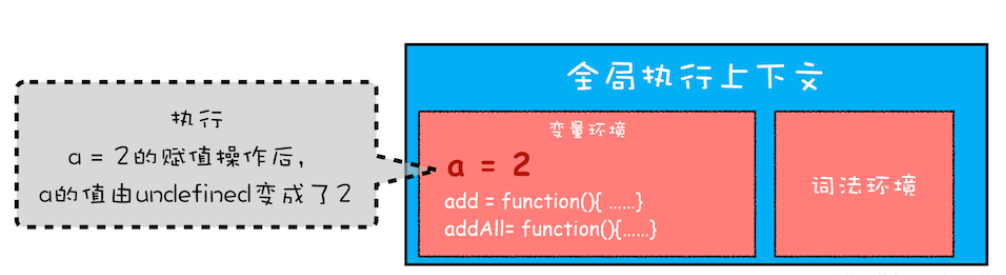 全局执行上下文
执行
a = 2的赋值操作后，
a的值由undefined变成了2
变量环境
a = 2
add = function(){ ......}
addAll= function(){......}
词法环境